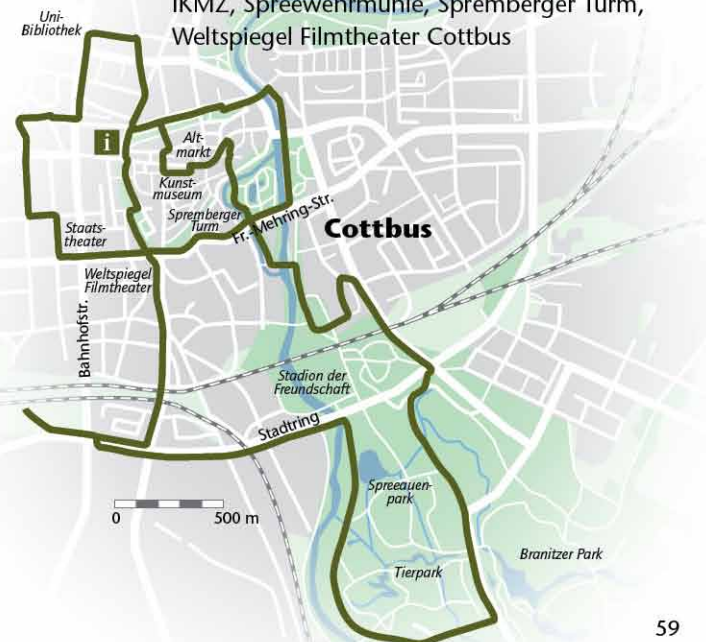 IKMZ, Spreewehrmühle, Spremberger Turm,
Weltspiegel Filmtheater Cottbus
Uni-
Bibliothek
i
Alt-
markt
Kunst-
museum
Spremberger
Turm
Fr.-Mehring-Str.
Cottbus
Staats-
theater
Weltspiegel
Filmtheater
Bahnhofstr.
Stadion der
Freundschaft
Stadtring
Spreeauen-
park
0 500 m
Tierpark
Branitzer Park
59